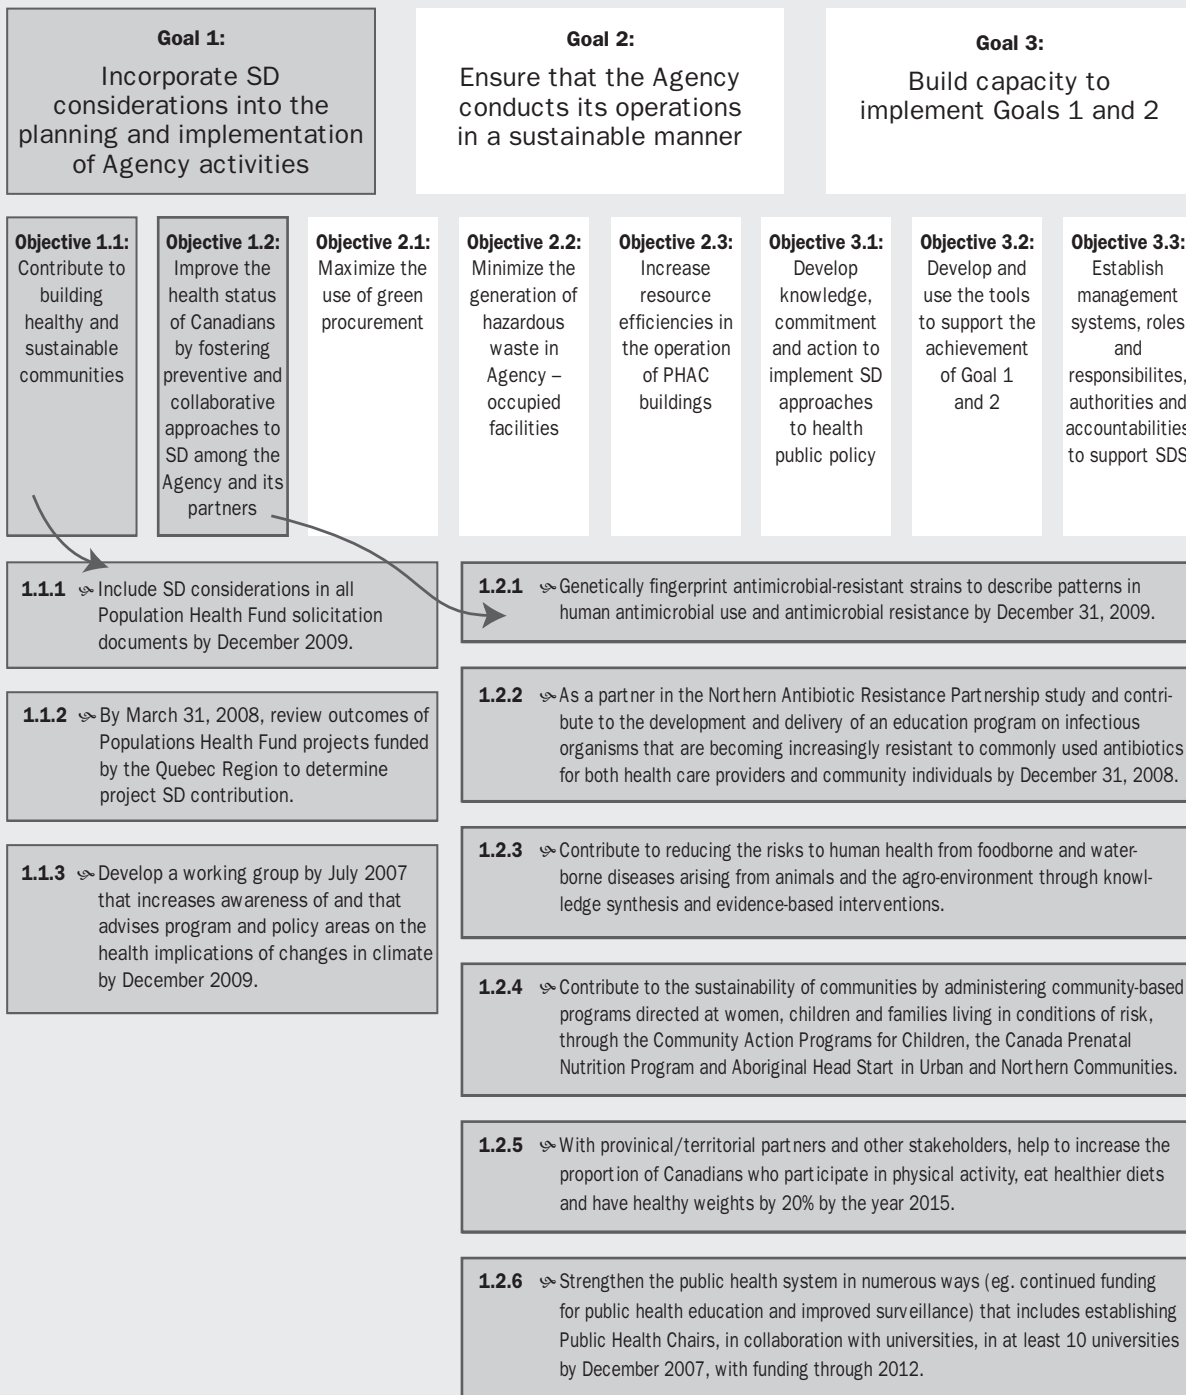 Goal 1:
Incorporate SD
considerations into the
planning and implementation
of Agency activities
Goal 2:
Ensure that the Agency
conducts its operations
in a sustainable manner
Goal 3:
Build capacity to
implement Goals 1 and 2
Objective 1.1:
Contribute to
building
healthy and
sustainable
communities
Objective 1.2:
Improve the
health status
of Canadians
by fostering
preventive and
collaborative
approaches to
SD among the
Agency and its
partners
Objective 2.1:
Maximize the
use of green
procurement
Objective 2.2:
Minimize the
generation of
hazardous
waste in
Agency –
occupied
facilities
Objective 2.3:
Increase
resource
efficiencies in
the operation
of PHAC
buildings
Objective 3.1:
Develop
knowledge,
commitment
and action to
implement SD
approaches
to health
public policy
Objective 3.2:
Develop and
use the tools
to support the
achievement
of Goal 1
and 2
Objective 3.3:
Establish
management
systems, roles
and
responsibilites,
authorities and
accountabilities
to support SDS
1.1.1 Include SD considerations in all
Population Health Fund solicitation
documents by December 2009.
1.1.2 By March 31, 2008, review outcomes of
Populations Health Fund projects funded
by the Quebec Region to determine
project SD contribution.
1.1.3 Develop a working group by July 2007
that increases awareness of and that
advises program and policy areas on the
health implications of changes in climate
by December 2009.
1.2.1 Genetically fingerprint antimicrobial-resistant strains to describe patterns in
human antimicrobial use and antimicrobial resistance by December 31, 2009.
1.2.2 As a partner in the Northern Antibiotic Resistance Partnership study and contri-
bute to the development and delivery of an education program on infectious
organisms that are becoming increasingly resistant to commonly used antibiotics
for both health care providers and community individuals by December 31, 2008.
1.2.3 Contribute to reducing the risks to human health from foodborne and water-
borne diseases arising from animals and the agro-environment through knowl-
ledge synthesis and evidence-based interventions.
1.2.4 Contribute to the sustainability of communities by administering community-based
programs directed at women, children and families living in conditions of risk,
through the Community Action Programs for Children, the Canada Prenatal
Nutrition Program and Aboriginal Head Start in Urban and Northern Communities.
1.2.5 With provinical/territorial partners and other stakeholders, help to increase the
proportion of Canadians who participate in physical activity, eat healthier diets
and have healthy weights by 20% by the year 2015.
1.2.6 Strengthen the public health system in numerous ways (eg. continued funding
for public health education and improved surveillance) that includes establishing
Public Health Chairs, in collaboration with universities, in at least 10 universities
by December 2007, with funding through 2012.